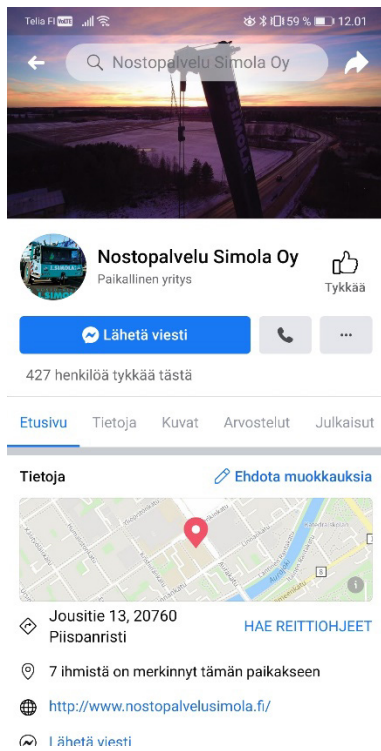 Telia FI VoLTE 59 % 12.01
Nostopalvelu Simola Oy
I.SIMOLA
Nostopalvelu Simola Oy
Paikallinen yritys
Tykkää
Lähetä viesti
427 henkilöä tykkää tästä
Etusivu Tietoja Kuvat Arvostelut Julkaisut
Tietoja Ehdota muokkauksia
Jousitie 13, 20760
Piispanristi
HAE REITTIOHJEET
7 ihmistä on merkinnyt tämän paikakseen
http://www.nostopalvelusimola.fi/
Lähetä viesti